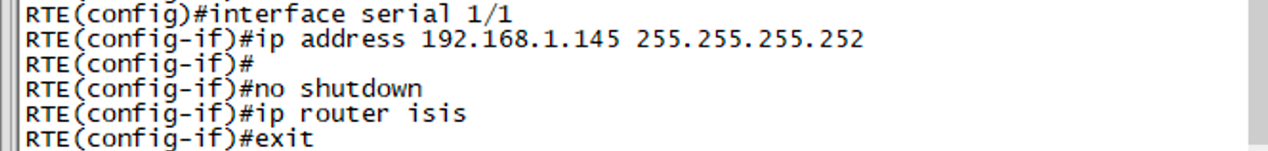 RTE(config)#interface serial 1/1
RTE(config-if)#ip address 192.168.1.145 255.255.255.252
RTE(config-if)#
RTE(config-if)#no shutdown
RTE(config-if)#ip router isis
RTE(config-if)#exit